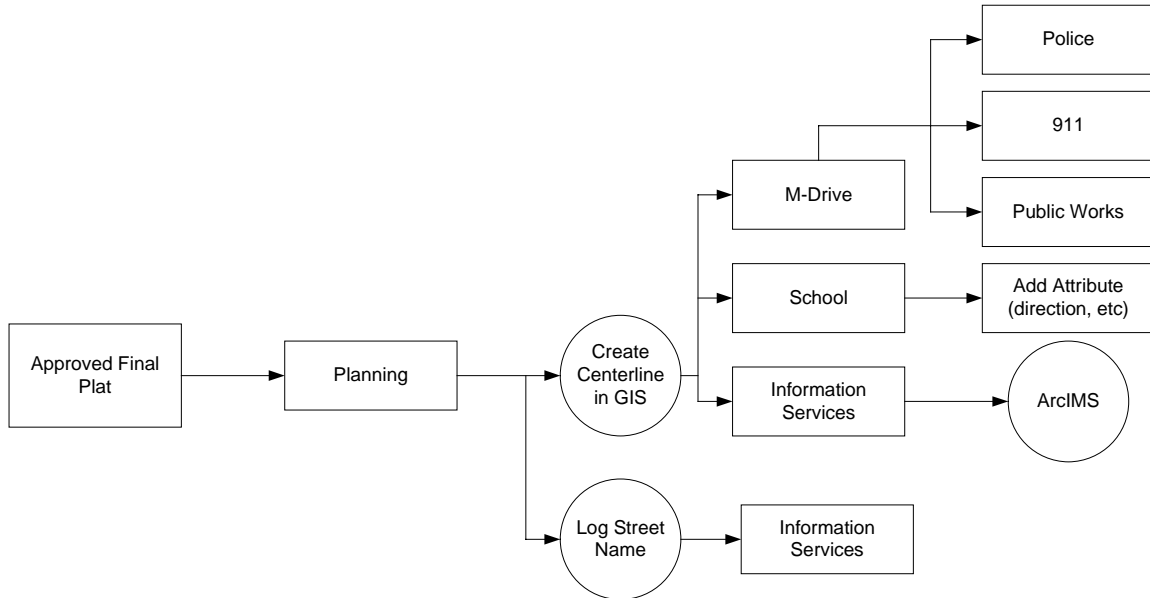 Police
911
M-Drive
Public Works
School
Add Attribute
(direction, etc)
Approved Final
Plat
Planning
Create
Centerline
in GIS
Information
Services
ArcIMS
Log Street
Name
Information
Services